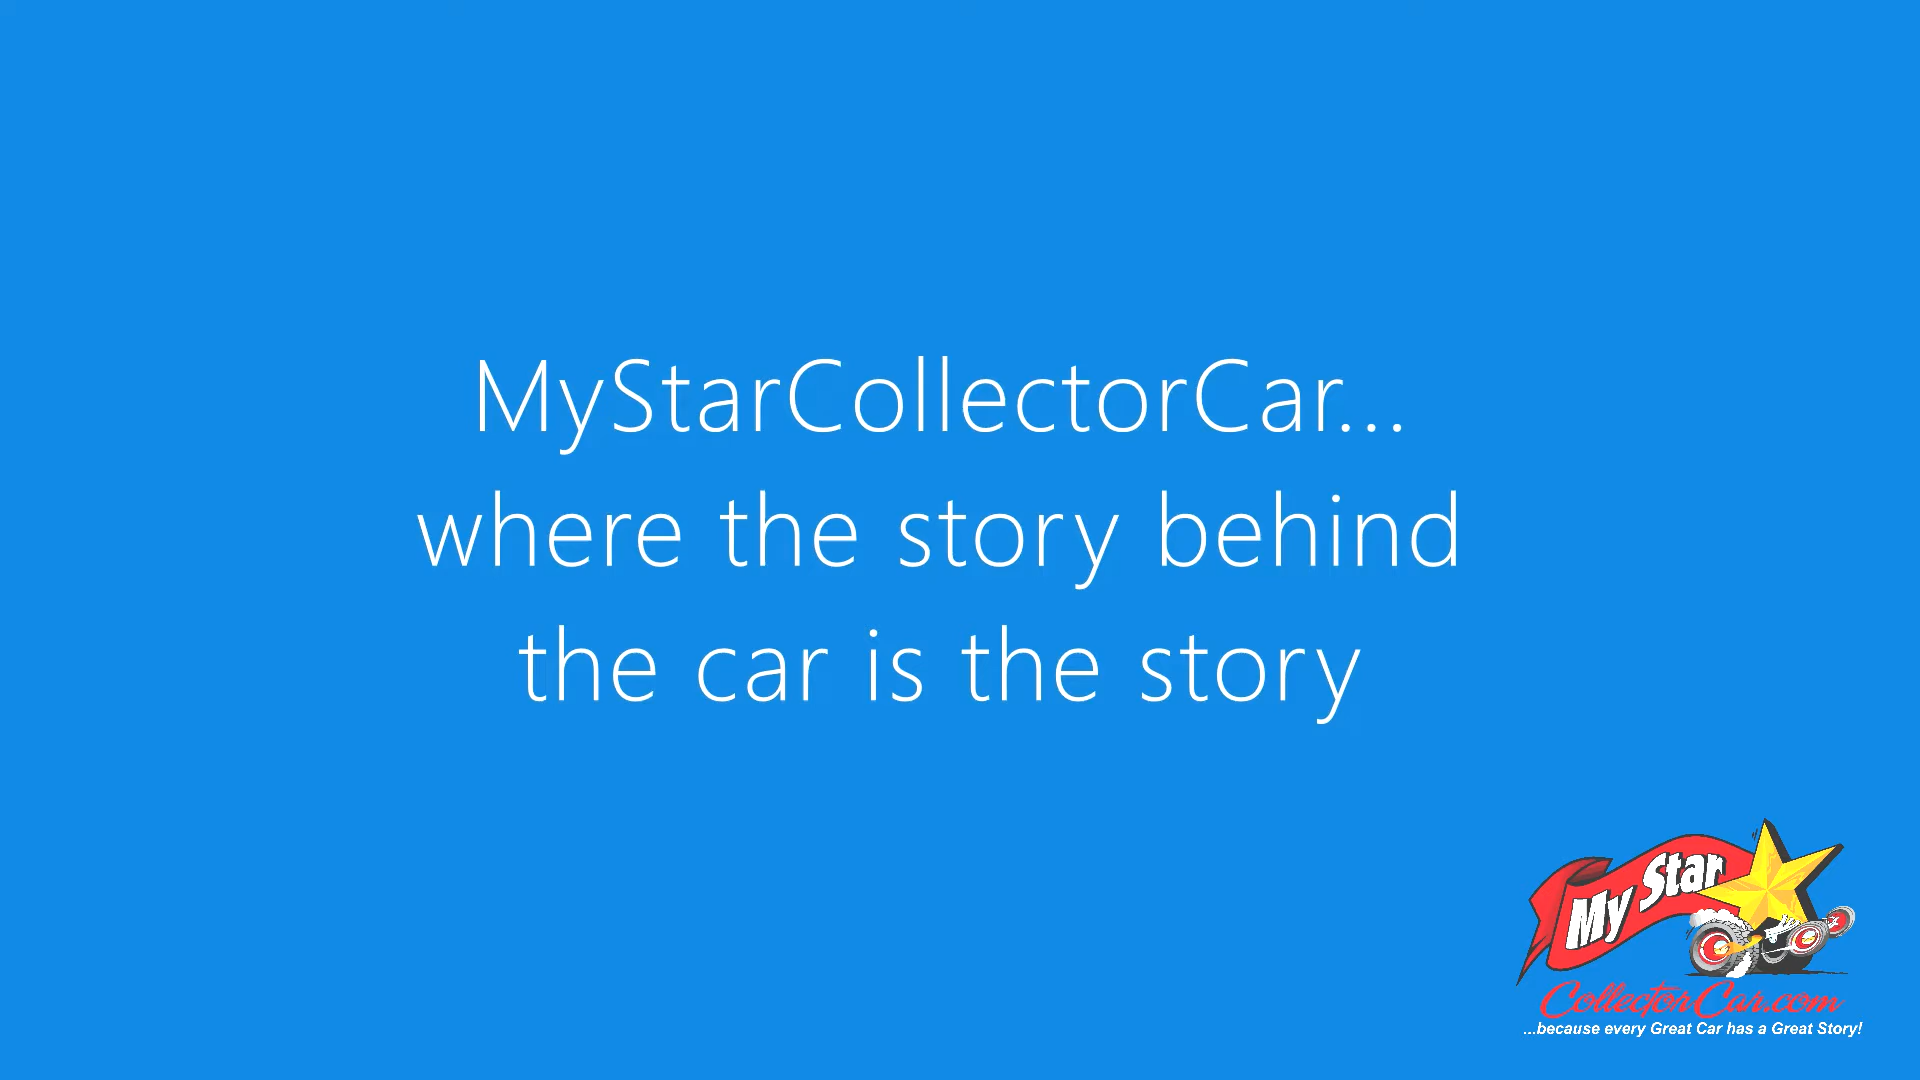 MyStarCollectorCar...
where the story behind
the car is the story
My Star
CollectorCar.com
...because every Great Car has a Great Story!